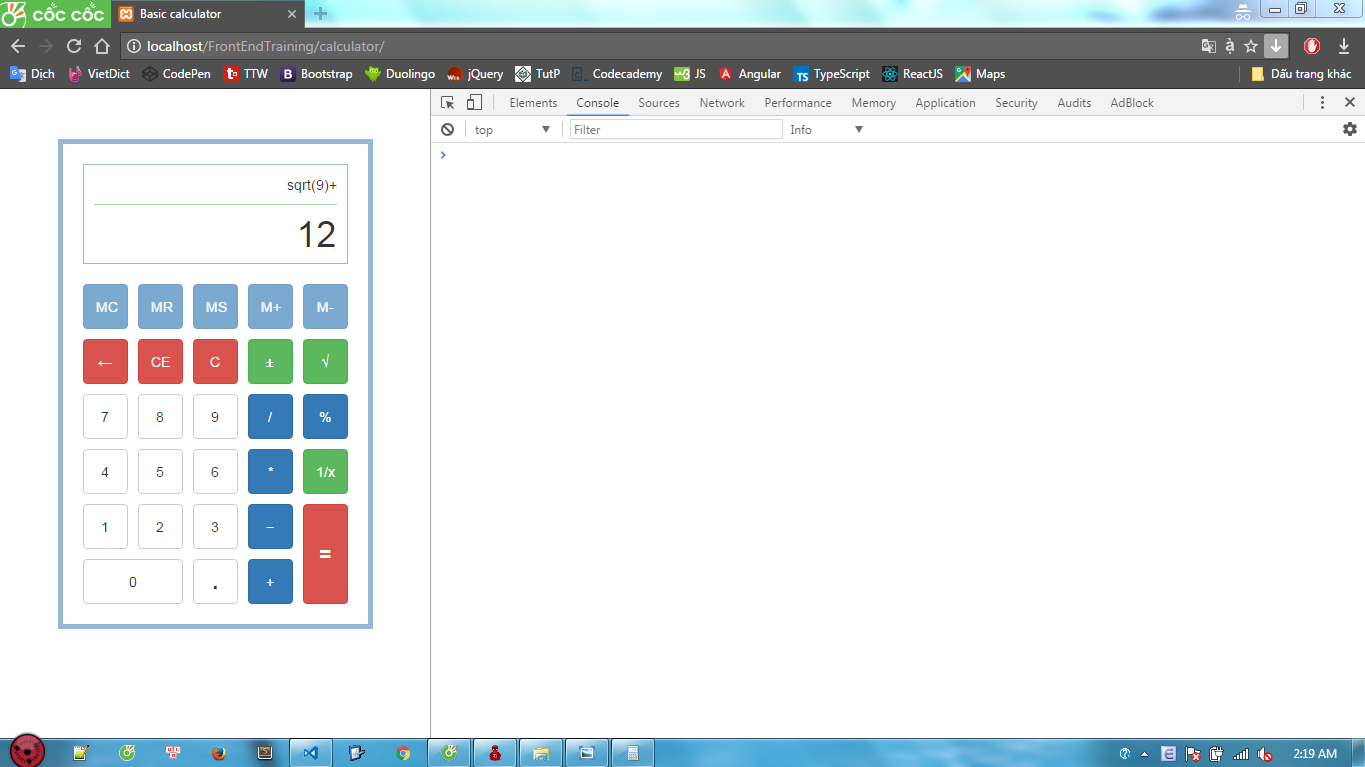 cốc cốc
Basic calculator
localhost/FrontEndTraining/calculator/
Dịch VietDict CodePen TTW Bootstrap Duolingo jQuery TutP Codecademy JS Angular TypeScript ReactJS Maps Dấu trang khác
Elements Console Sources Network Performance Memory Application Security Audits AdBlock
top Filter Info
sqrt(9)+
12
MC MR MS M+ M-
← CE C ± √
7 8 9 / %
4 5 6 * 1/x
1 2 3 –
=
0 . +
2:19 AM